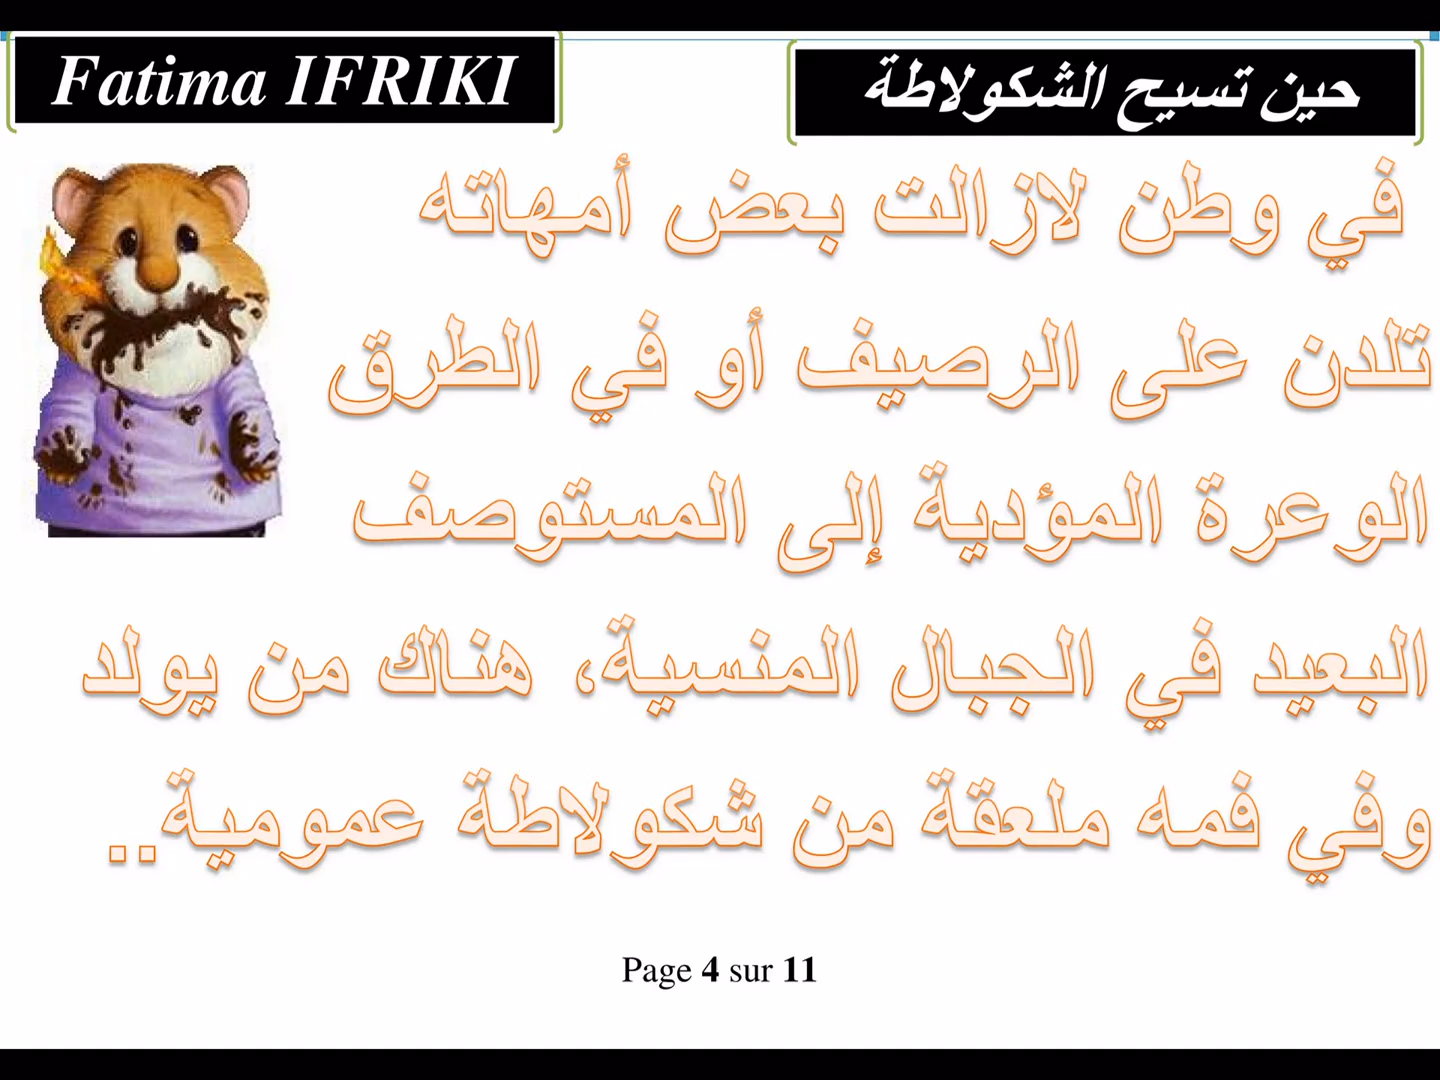 Fatima IFRIKI
حين تسيح الشكولاطة
في وطن لازالت بعض أمهاته
تلدن على الرصيف أو في الطرق
الوعرة المؤدية إلى المستوصف
البعيد في الجبال المنسية، هناك من يولد
وفي فمه ملعقة من شكولاطة عمومية..
Page 4 sur 11